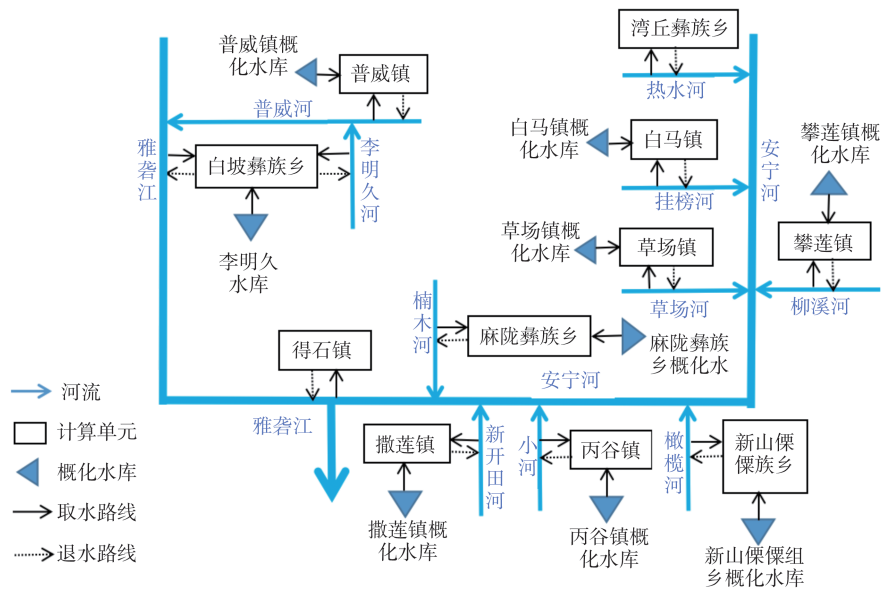 湾丘彝族乡
普威镇概
化水库
普威镇
热水河
普威河
白马镇概
化水库
白马镇
攀莲镇概
化水库
雅
砻
江
白坡彝族乡
李
明
久
河
安
宁
河
挂榜河
草场镇概
化水库
草场镇
攀莲镇
李明久
水库
楠
木
河
草场河
柳溪河
麻陇彝族乡
麻陇彝族
乡概化水
得石镇
安宁河
河流
雅砻江
计算单元
撒莲镇
新
开
田
河
小
河
丙谷镇
橄
榄
河
新山傈
僳族乡
概化水库
取水路线
撒莲镇概
化水库
丙谷镇概
化水库
退水路线
新山傈僳组
乡概化水库